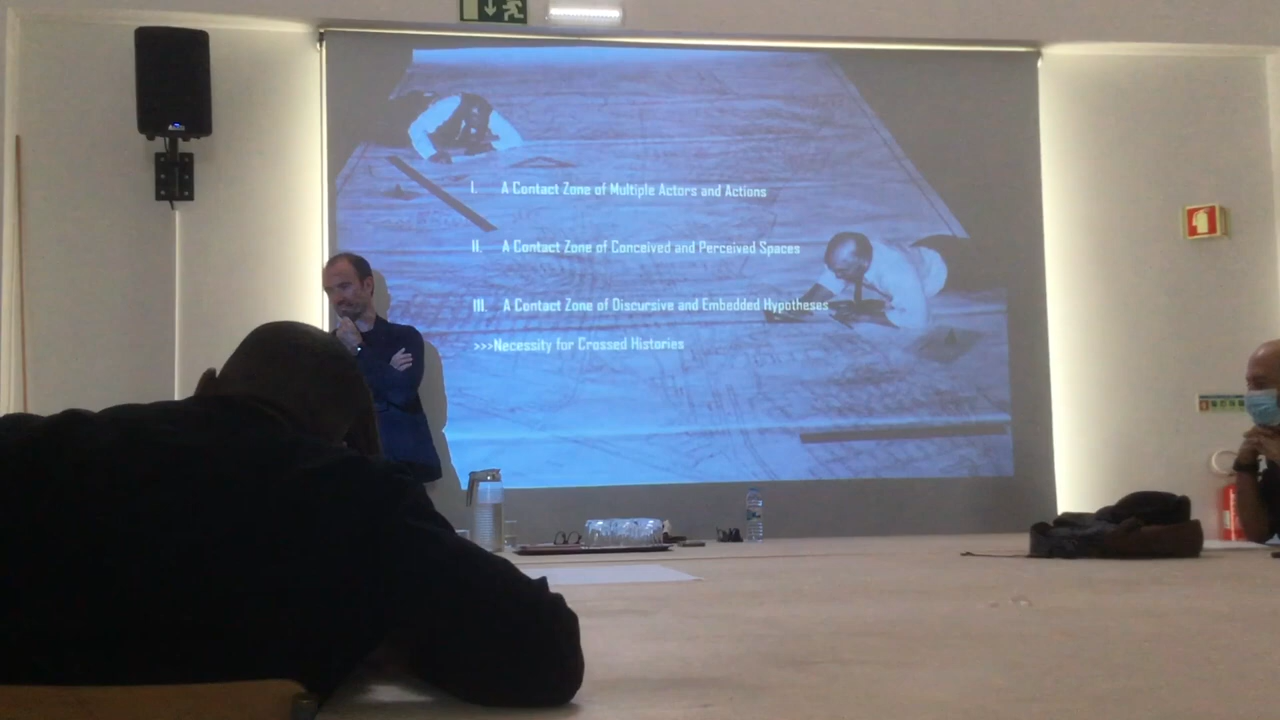 I. A Contact Zone of Multiple Actors and Actions
II. A Contact Zone of Conceived and Perceived Spaces
III. A Contact Zone of Discursive and Embedded Hypotheses
>>>Necessity for Crossed Histories